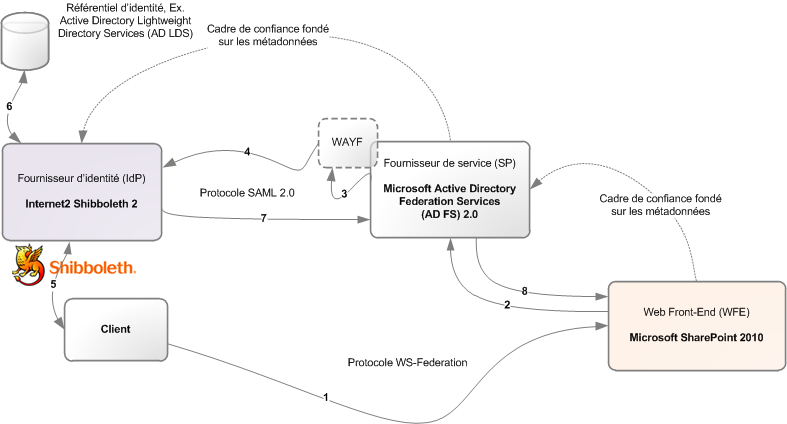 Référentiel d'identité, Ex.
Active Directory Lightweight
Directory Services (AD LDS)
Cadre de confiance fondé
sur les métadonnées
6
WAYF
4
3
Fournisseur d'identité (IdP)
Internet2 Shibboleth 2
Protocole SAML 2.0
7
Fournisseur de service (SP)
Microsoft Active Directory
Federation Services
(AD FS) 2.0
Cadre de confiance fondé
sur les métadonnées
Shibboleth.
5
8
2
Client
Web Front-End (WFE)
Microsoft SharePoint 2010
Protocole WS-Federation
1